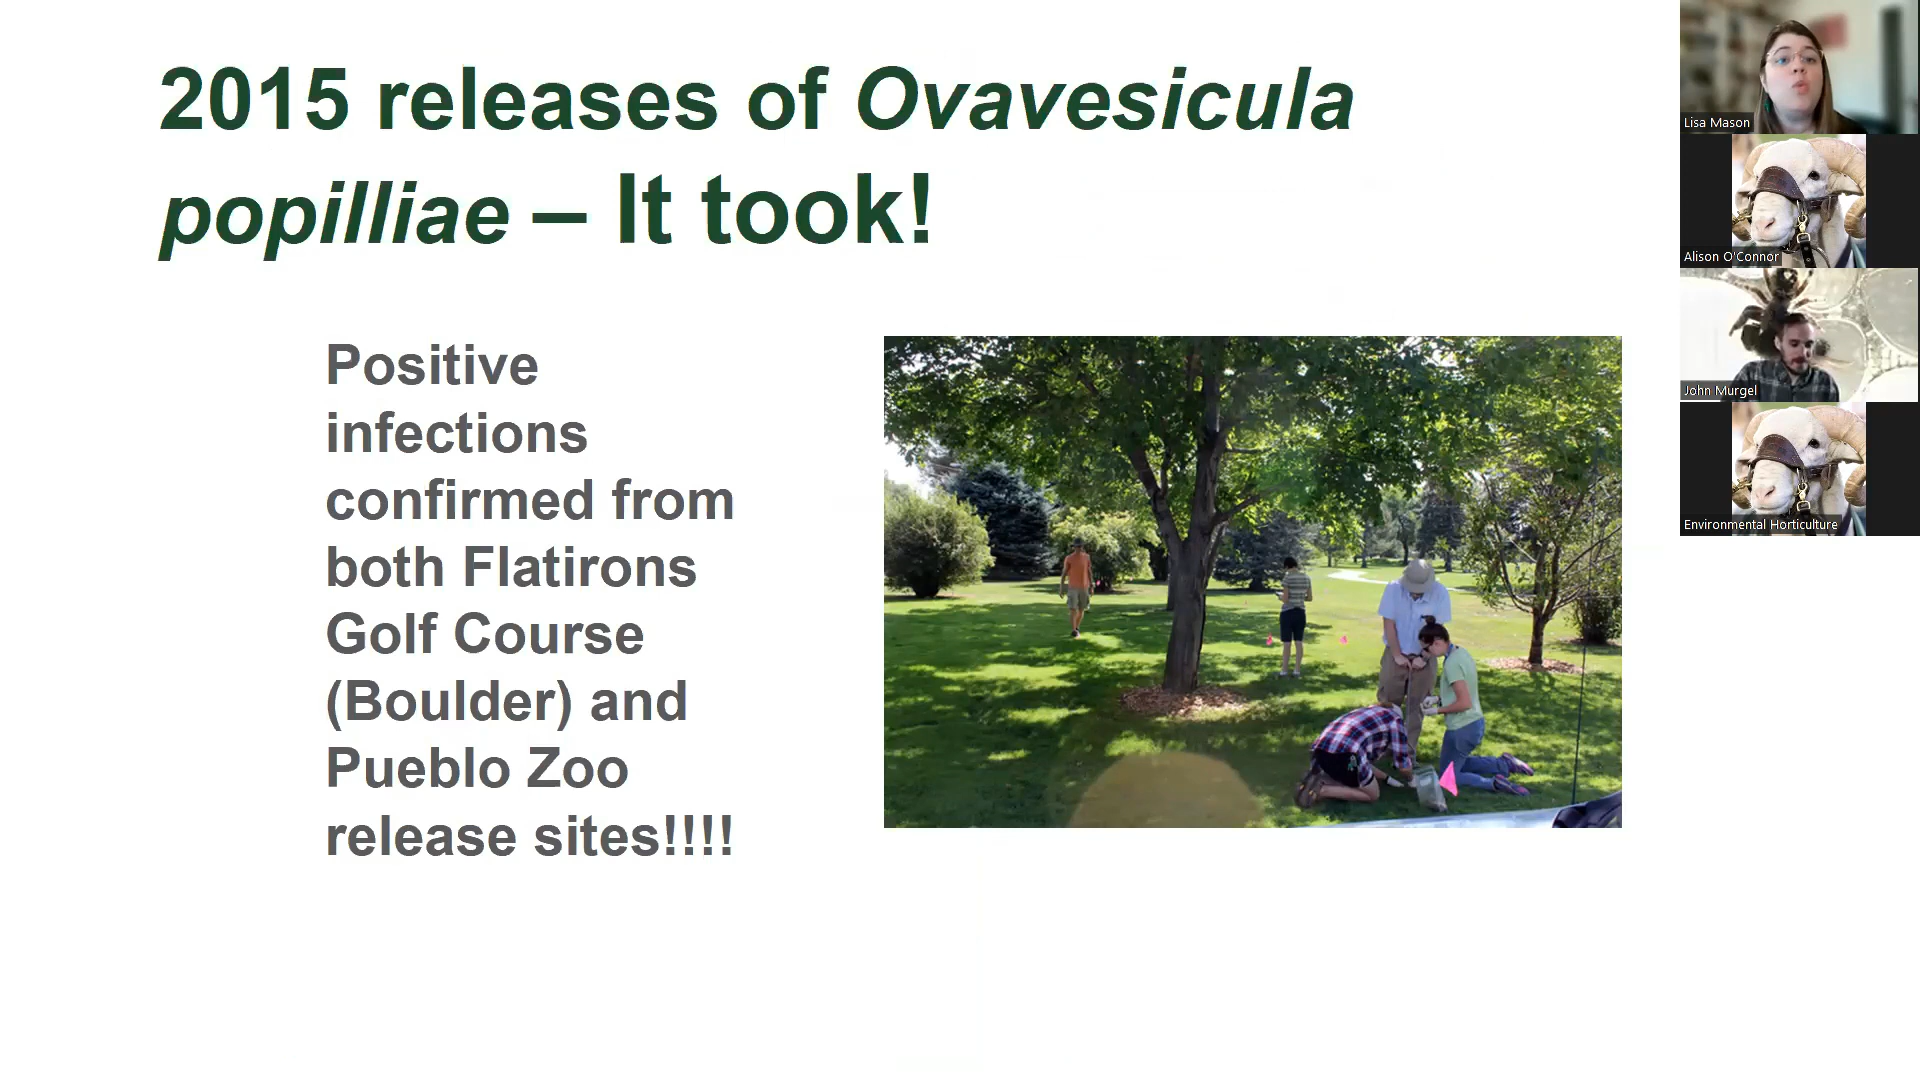 2015 releases of Ovavesicula
popilliae – It took!
Positive
infections
confirmed from
both Flatirons
Golf Course
(Boulder) and
Pueblo Zoo
release sites!!!!
Lisa Mason
Alison O'Connor
John Murgel
Environmental Horticulture